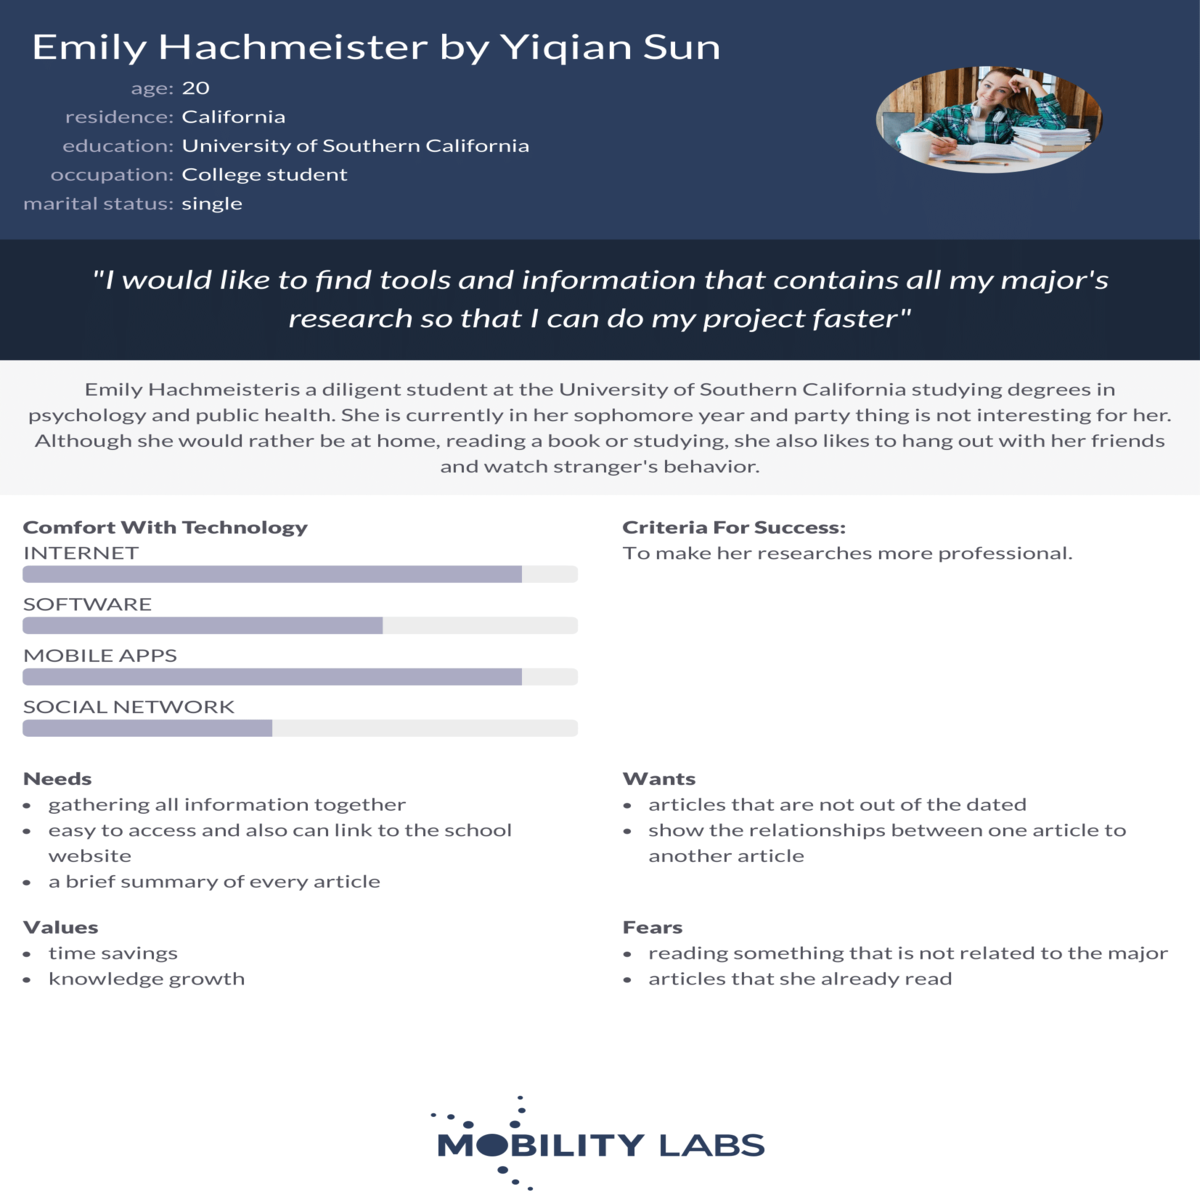 Emily Hachmeister by Yiqian Sun
age: 20
residence: California
education: University of Southern California
occupation: College student
marital status: single
"I would like to find tools and information that contains all my major's
research so that I can do my project faster"
Emily Hachmeisteris a diligent student at the University of Southern California studying degrees in
psychology and public health. She is currently in her sophomore year and party thing is not interesting for her.
Although she would rather be at home, reading a book or studying, she also likes to hang out with her friends
and watch stranger's behavior.
Comfort With Technology
INTERNET
SOFTWARE
MOBILE APPS
SOCIAL NETWORK
Criteria For Success:
To make her researches more professional.
Needs
• gathering all information together
• easy to access and also can link to the school
website
• a brief summary of every article
Wants
• articles that are not out of the dated
• show the relationships between one article to
another article
Values
• time savings
• knowledge growth
Fears
• reading something that is not related to the major
• articles that she already read
MOBILITY LABS